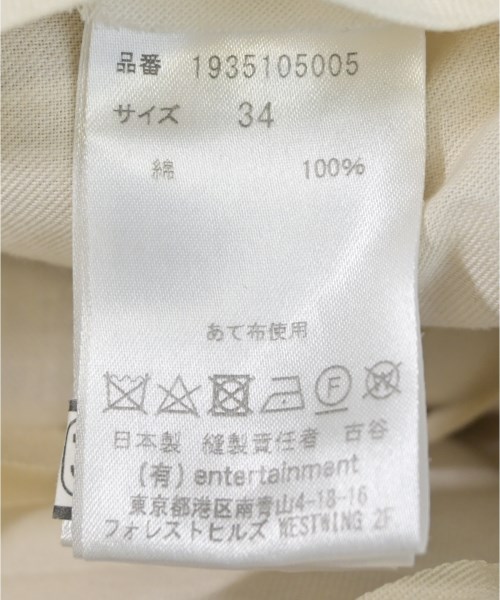 品番 1935105005
サイズ 34
綿 100%
あて布使用
F W
日本製 縫製責任者 古谷
(有) entertainment
東京都港区南青山4-18-16
フォレストヒルズ WESTWING 2F